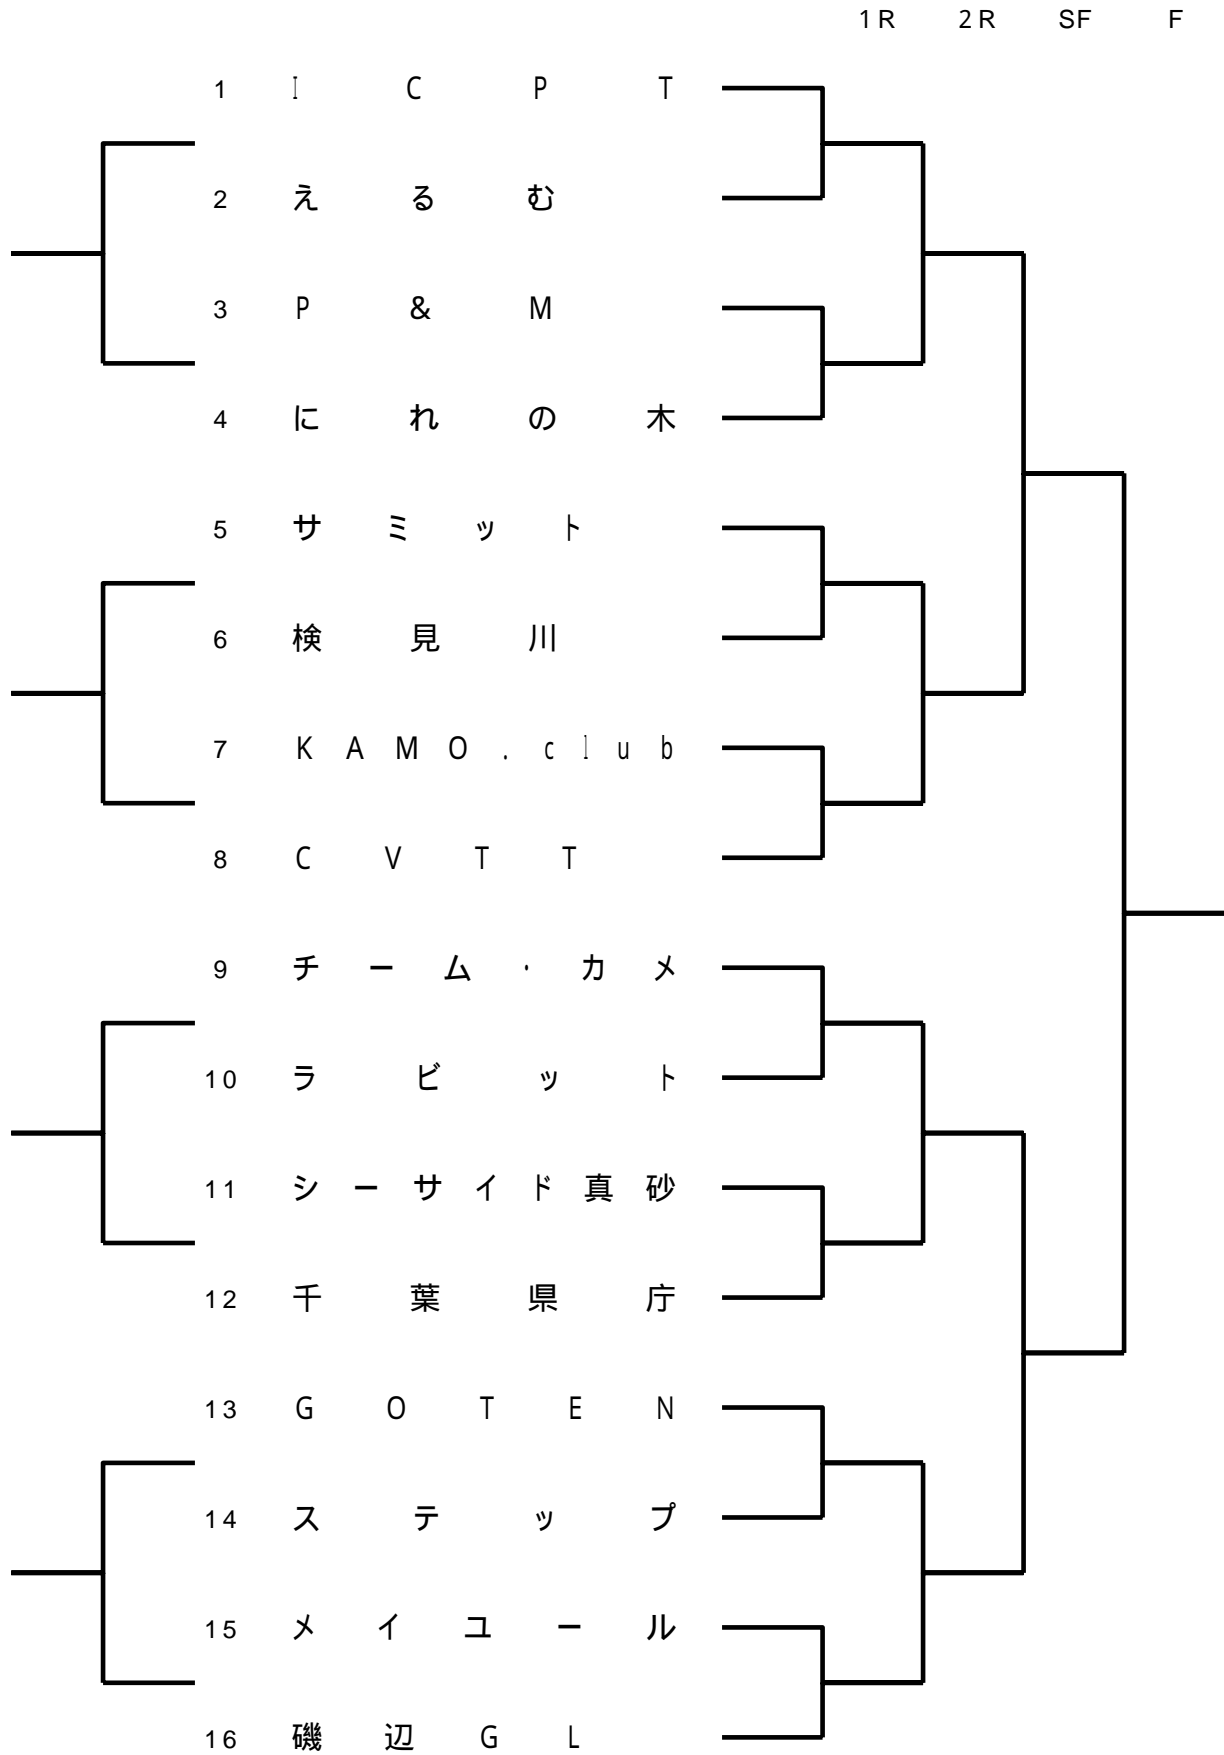 1R 2R SF F
1 ICPT
2 えるむ
3 P&M
4 にれの木
5 サミット
6 検見川
7 KAMO.club
8 CVTT
9 チーム・カメ
10 ラビット
11 シーサイド真砂
12 千葉県庁
13 GOTEN
14 ステップ
15 メイユール
16 磯辺GL